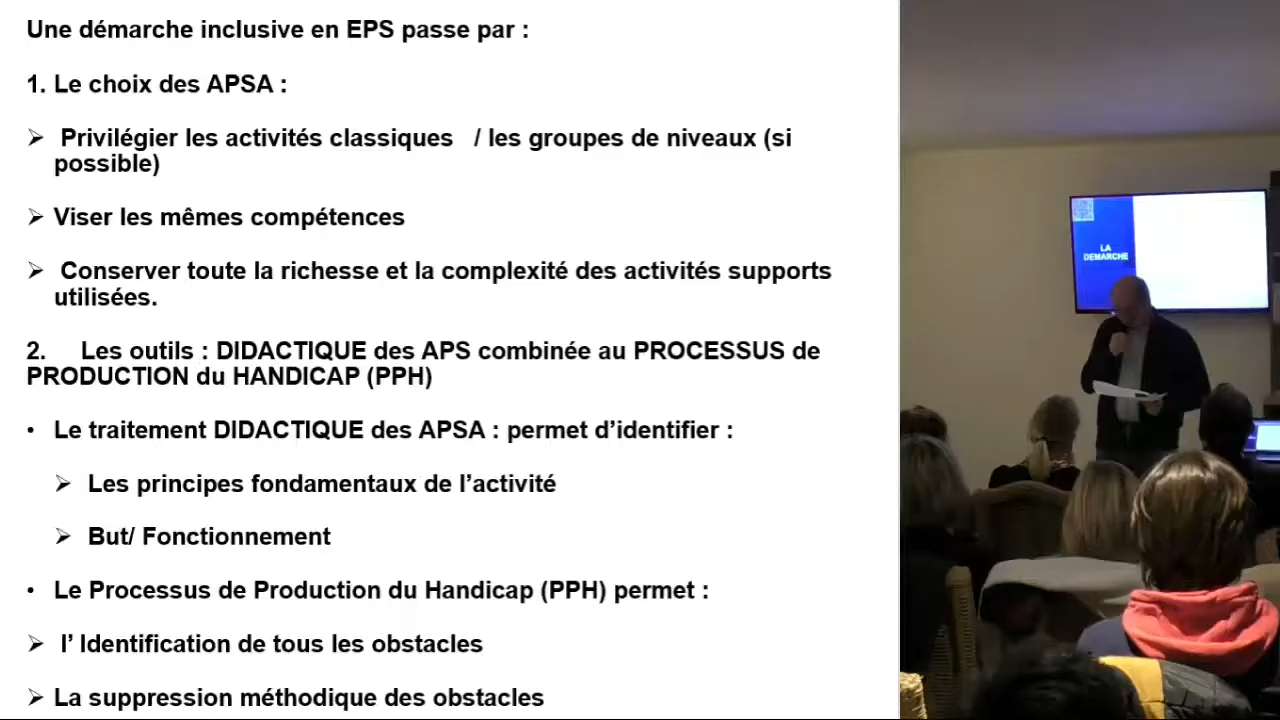 Une démarche inclusive en EPS passe par :
1. Le choix des APSA :
➢ Privilégier les activités classiques / les groupes de niveaux (si
possible)
➢ Viser les mêmes compétences
➢ Conserver toute la richesse et la complexité des activités supports
utilisées.
2. Les outils : DIDACTIQUE des APS combinée au PROCESSUS de
PRODUCTION du HANDICAP (PPH)
• Le traitement DIDACTIQUE des APSA : permet d’identifier :
➢ Les principes fondamentaux de l’activité
➢ But/ Fonctionnement
• Le Processus de Production du Handicap (PPH) permet :
➢ l’ Identification de tous les obstacles
➢ La suppression méthodique des obstacles
LA
DEMARCHE